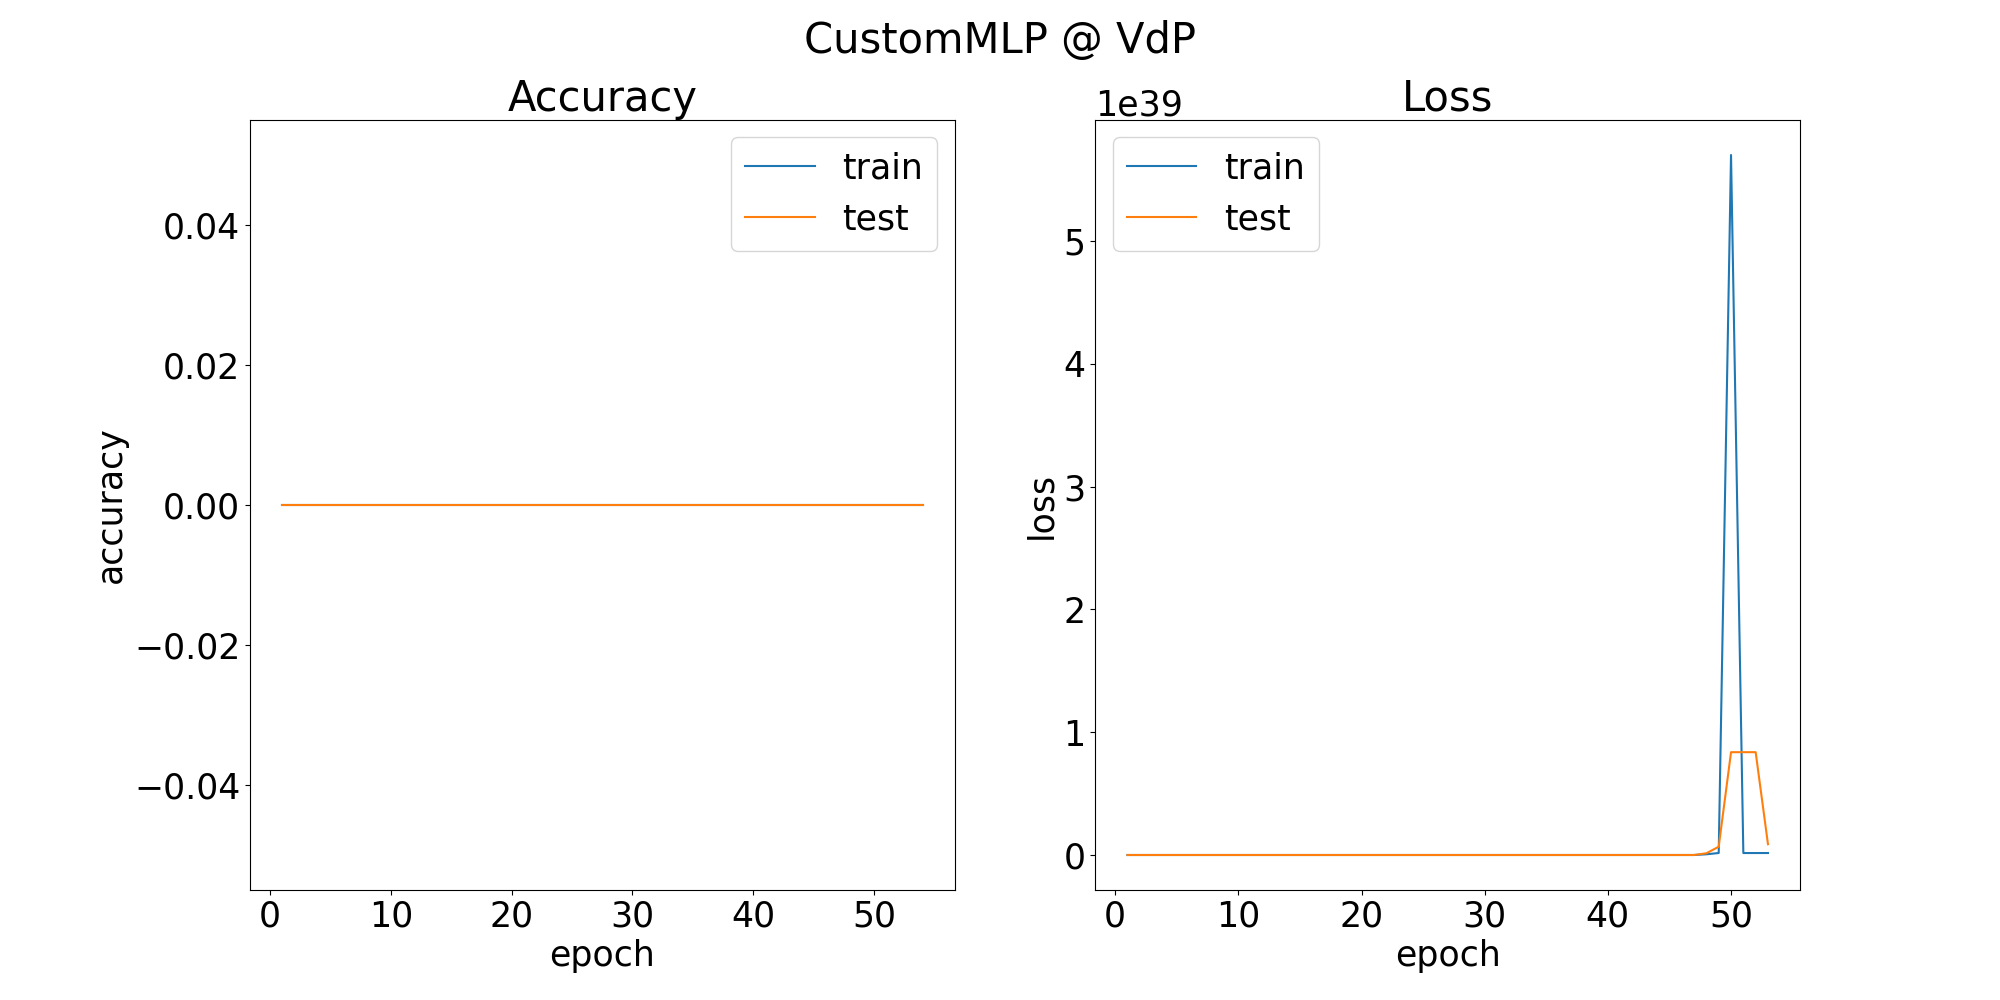 CustomMLP @ VdP
Accuracy
train
test
0.04
0.02
0.00
−0.02
−0.04
accuracy
0 10 20 30 40 50
epoch
Loss
1e39
train
test
5
4
3
2
1
0
loss
0 10 20 30 40 50
epoch